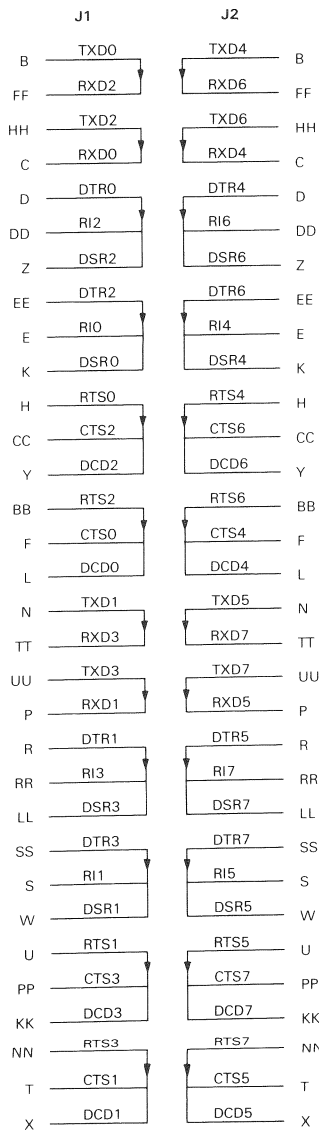 J1 J2
B TXD0 TXD4 B
FF RXD2 RXD6 FF
HH TXD2 TXD6 HH
C RXD0 RXD4 C
D DTR0 DTR4 D
DD RI2 RI6 DD
Z DSR2 DSR6 Z
EE DTR2 DTR6 EE
E RI0 RI4 E
K DSR0 DSR4 K
H RTS0 RTS4 H
CC CTS2 CTS6 CC
Y DCD2 DCD6 Y
BB RTS2 RTS6 BB
F CTS0 CTS4 F
L DCD0 DCD4 L
N TXD1 TXD5 N
TT RXD3 RXD7 TT
UU TXD3 TXD7 UU
P RXD1 RXD5 P
R DTR1 DTR5 R
RR RI3 RI7 RR
LL DSR3 DSR7 LL
SS DTR3 DTR7 SS
S RI1 RI5 S
W DSR1 DSR5 W
U RTS1 RTS5 U
PP CTS3 CTS7 PP
KK DCD3 DCD7 KK
NN RTS3 RTS7 NN
T CTS1 CTS5 T
X DCD1 DCD5 X